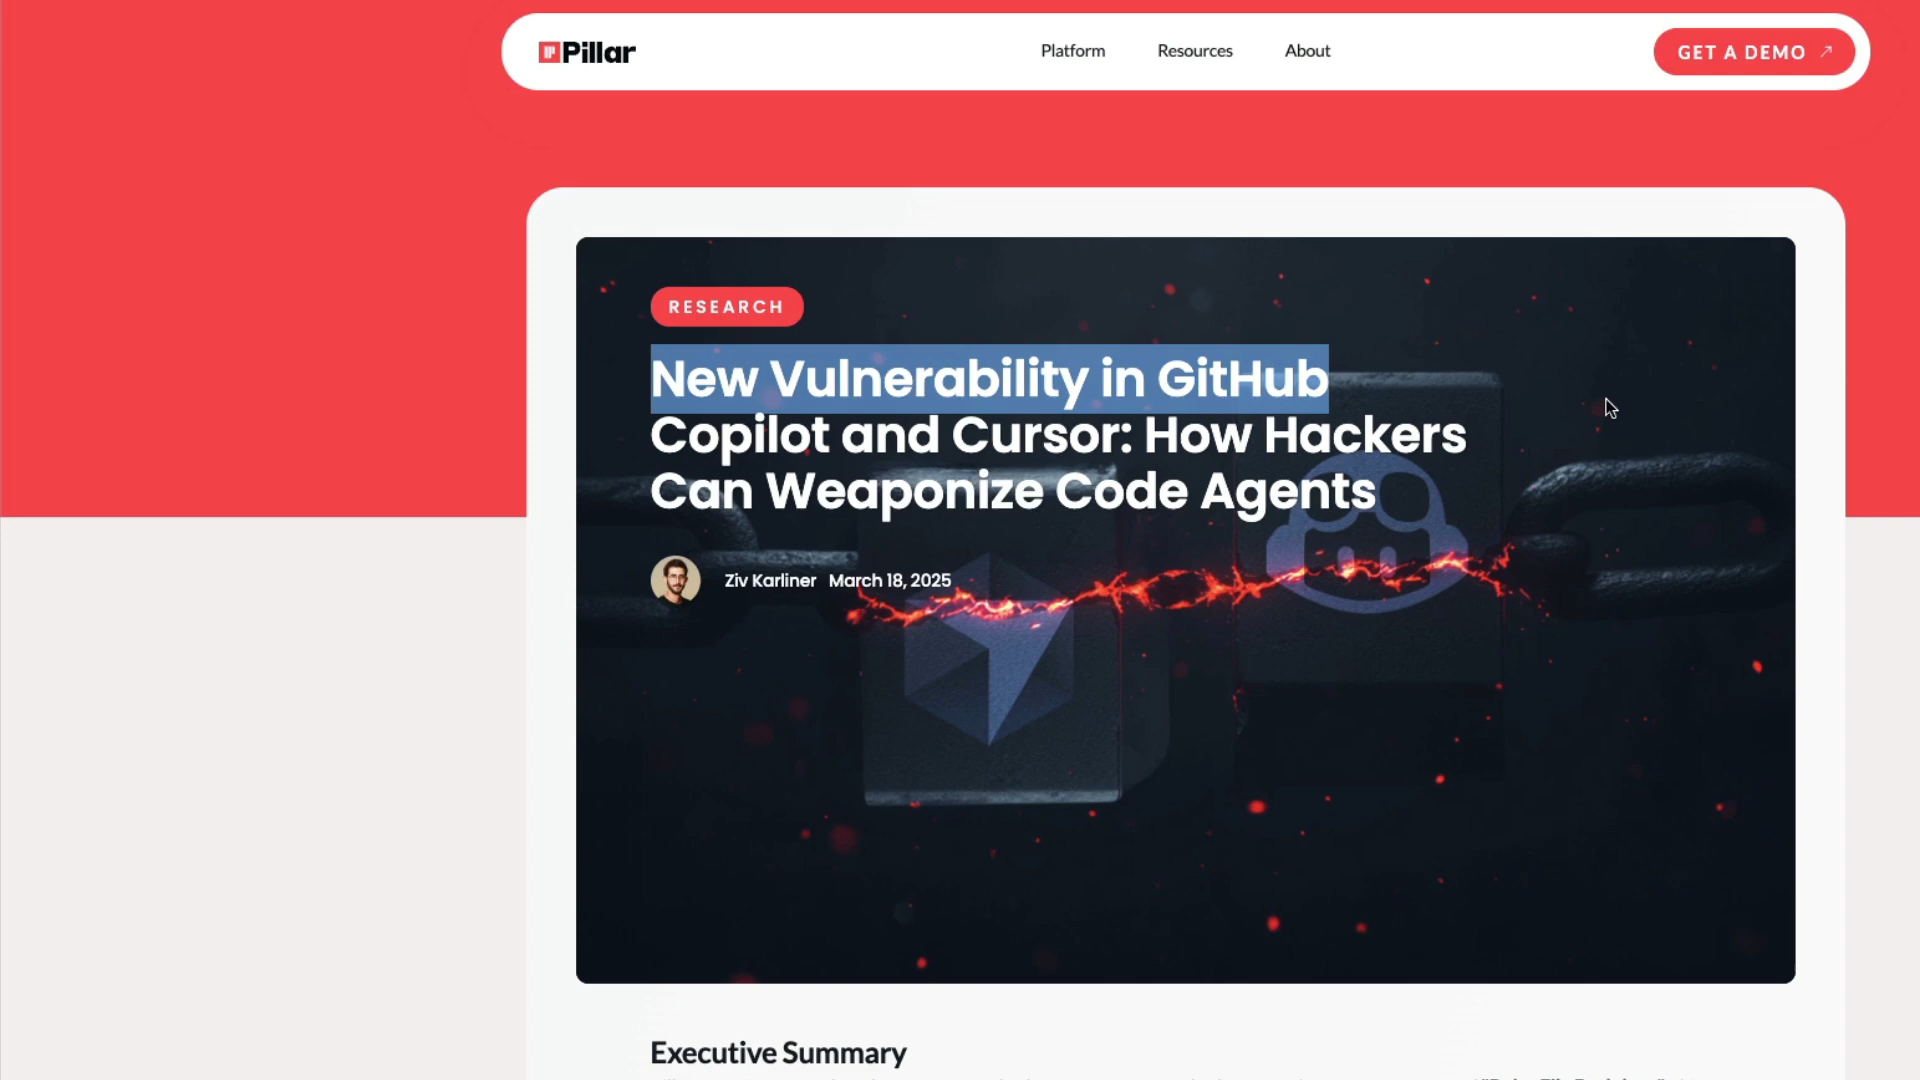 Pillar
Platform Resources About
GET A DEMO
RESEARCH
New Vulnerability in GitHub
Copilot and Cursor: How Hackers
Can Weaponize Code Agents
Ziv Karliner March 18, 2025
Executive Summary